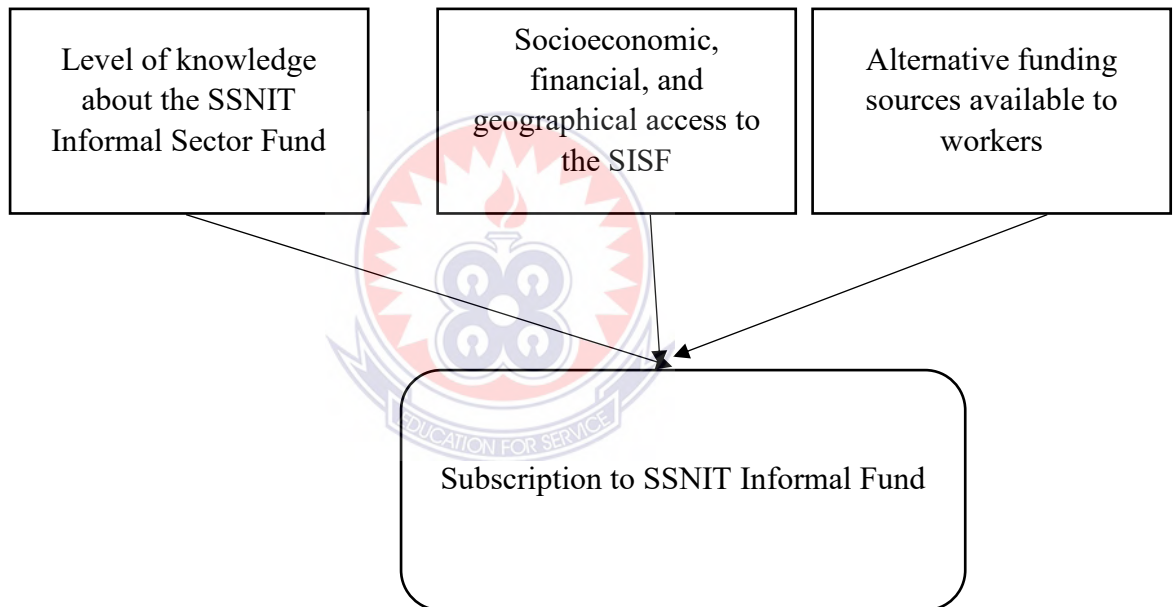 Level of knowledge
about the SSNIT
Informal Sector Fund
Socioeconomic,
financial, and
geographical access to
the SISF
Alternative funding
sources available to
workers
EDUCATION FOR SERVICE
Subscription to SSNIT Informal Fund